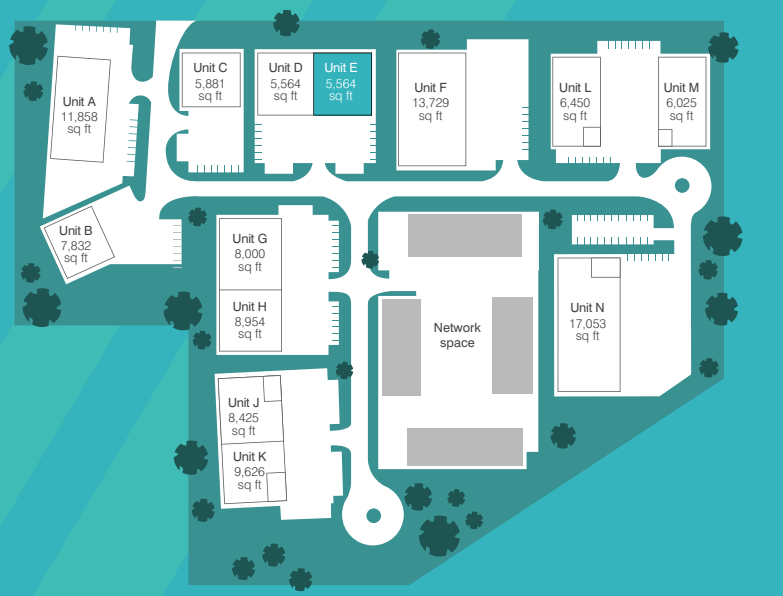 Unit A
11,858
sq ft
Unit B
7,832
sq ft
Unit C
5,881
sq ft
Unit D
5,564
sq ft
Unit E
5,564
sq ft
Unit F
13,729
sq ft
Unit L
6,450
sq ft
Unit M
6,025
sq ft
Unit G
8,000
sq ft
Unit H
8,954
sq ft
Unit J
8,425
sq ft
Unit K
9,626
sq ft
Network
space
Unit N
17,053
sq ft